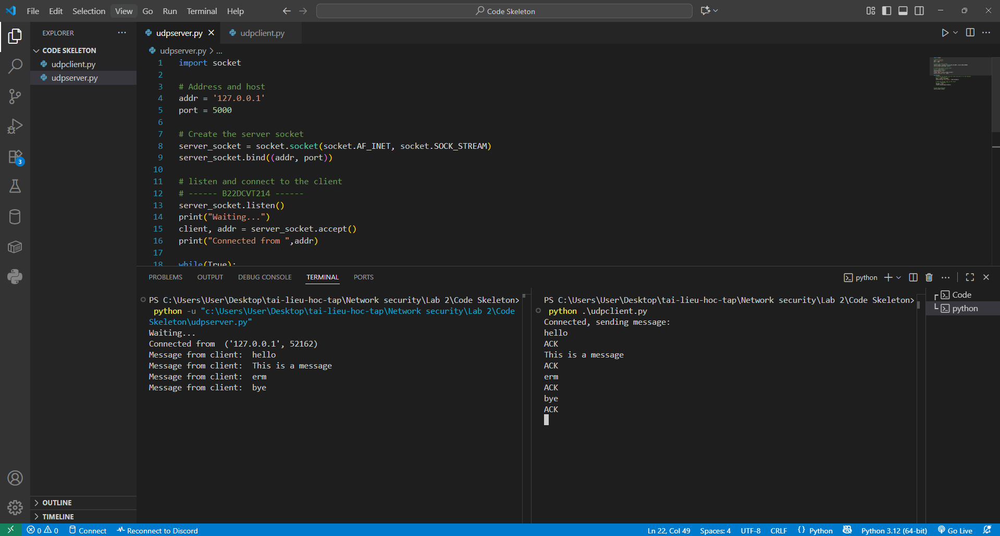 File Edit Selection View Go Run Terminal Help
Code Skeleton
EXPLORER
CODE SKELETON
udpclient.py
udpserver.py
3
OUTLINE
TIMELINE
udpserver.py udpclient.py
udpserver.py > ...
1 import socket
2
3 # Address and host
4 addr = '127.0.0.1'
5 port = 5000
6
7 # Create the server socket
8 server_socket = socket.socket(socket.AF_INET, socket.SOCK_STREAM)
9 server_socket.bind((addr, port))
10
11 # listen and connect to the client
12 # ------ B22DCVT214 ------
13 server_socket.listen()
14 print("Waiting...")
15 client, addr = server_socket.accept()
16 print("Connected from ",addr)
17
18 while(True):
PROBLEMS OUTPUT DEBUG CONSOLE TERMINAL PORTS
python
PS C:\Users\User\Desktop\tai-lieu-hoc-tap\Network security\Lab 2\Code Skeleton>
python -u "c:\Users\User\Desktop\tai-lieu-hoc-tap\Network security\Lab 2\Code
Skeleton\udpserver.py"
Waiting...
Connected from  ('127.0.0.1', 52162)
Message from client:  hello
Message from client:  This is a message
Message from client:  erm
Message from client:  bye
PS C:\Users\User\Desktop\tai-lieu-hoc-tap\Network security\Lab 2\Code Skeleton>
python .\udpclient.py
Connected, sending message:
hello
ACK
This is a message
ACK
erm
ACK
bye
ACK
Code
python
0 0 Connect Reconnect to Discord
Ln 22, Col 49 Spaces: 4 UTF-8 CRLF {} Python Python 3.12 (64-bit) Go Live